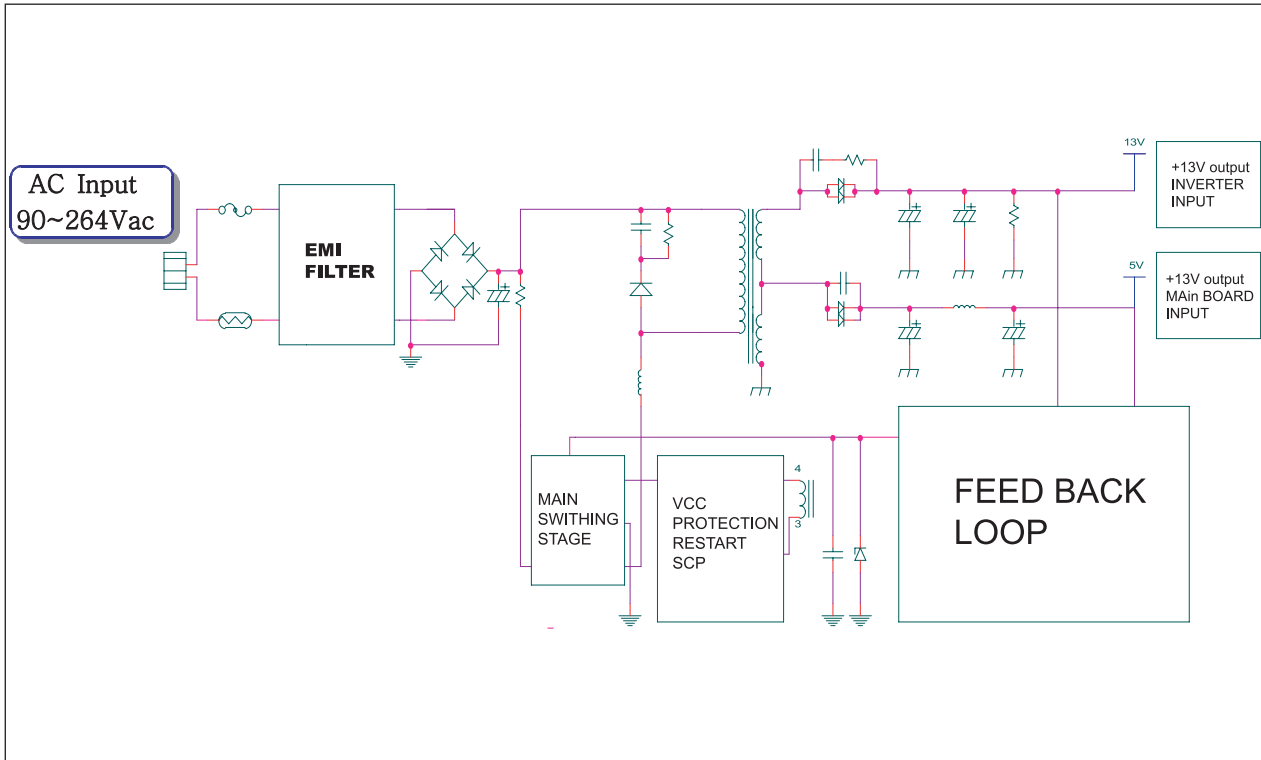 AC Input
90~264Vac
EMI
FILTER
13V
+13V output
INVERTER
INPUT
5V
+13V output
MAin BOARD
INPUT
MAIN
SWITHING
STAGE
VCC
PROTECTION
RESTART
SCP
4
3
FEED BACK
LOOP
+
+
+
+
+